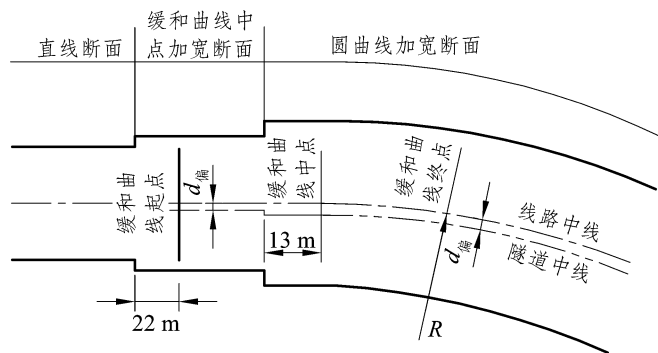 缓和曲线中
直线断面
点加宽断面
圆曲线加宽断面
缓和曲
线起点
d偏
缓和曲
线中点
缓和曲
线终点
线路中线
隧道中线
d偏
13 m
22 m
R